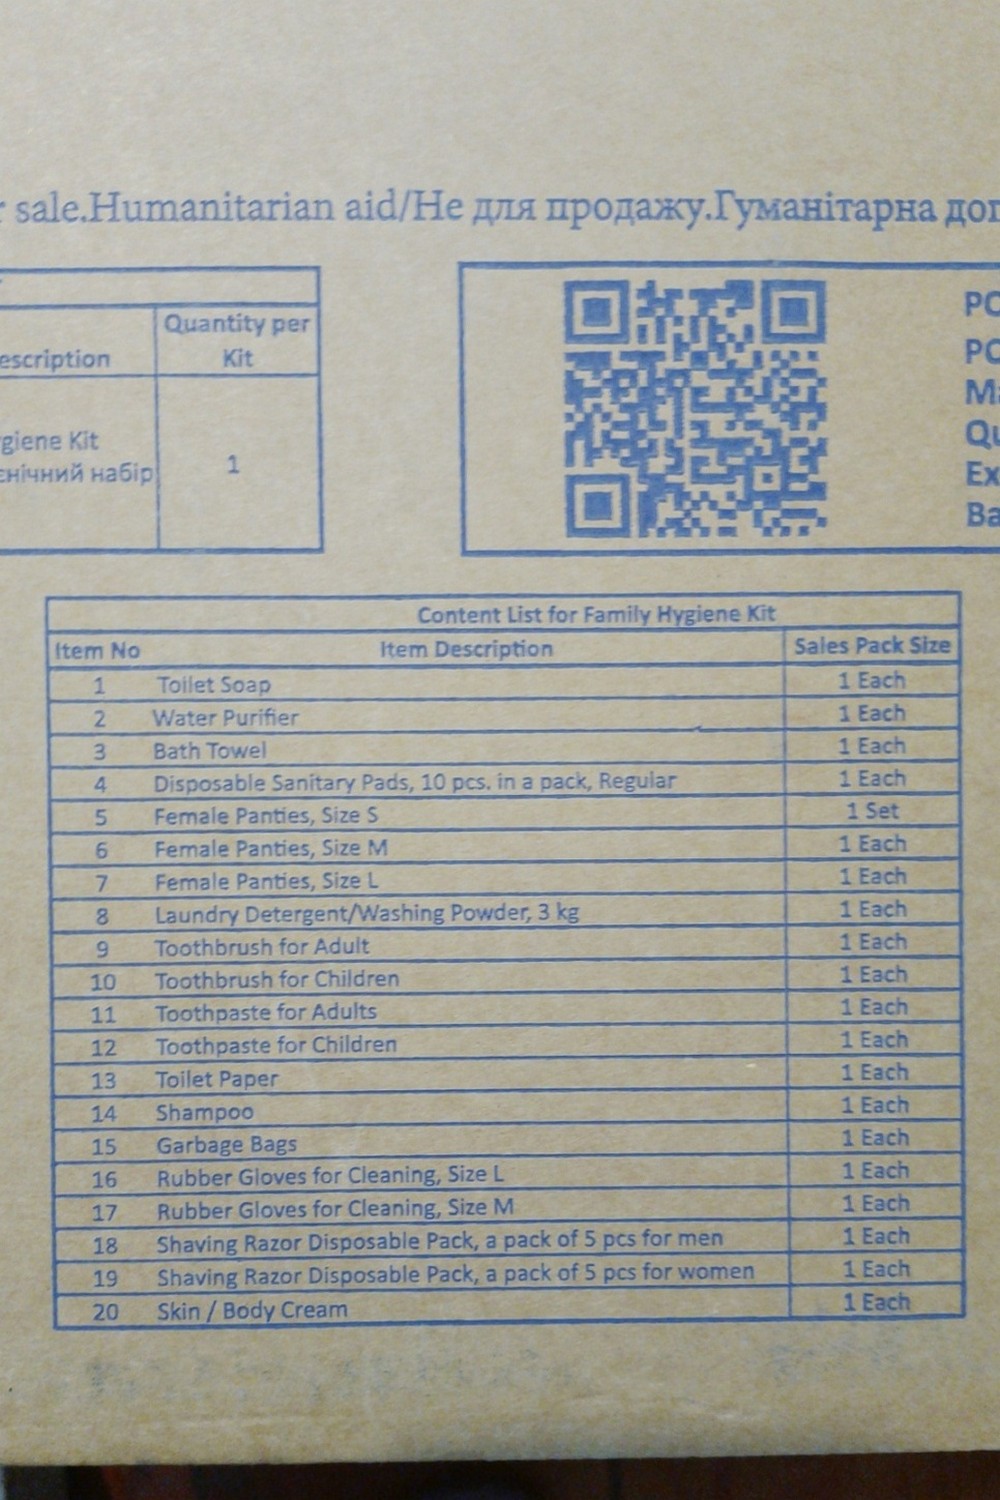 sale.Humanitarian aid/Не для продажу.Гуманітарна
Quantity per
Kit
Kit
набір
1
Content List for Family Hygiene Kit
Item No Item Description Sales Pack Size
1 Toilet Soap 1 Each
2 Water Purifier 1 Each
3 Bath Towel 1 Each
4 Disposable Sanitary Pads, 10 pcs. in a pack, Regular 1 Each
5 Female Panties, Size S 1 Set
6 Female Panties, Size M 1 Each
7 Female Panties, Size L 1 Each
8 Laundry Detergent/Washing Powder, 3 kg 1 Each
9 Toothbrush for Adult 1 Each
10 Toothbrush for Children 1 Each
11 Toothpaste for Adults 1 Each
12 Toothpaste for Children 1 Each
13 Toilet Paper 1 Each
14 Shampoo 1 Each
15 Garbage Bags 1 Each
16 Rubber Gloves for Cleaning, Size L 1 Each
17 Rubber Gloves for Cleaning, Size M 1 Each
18 Shaving Razor Disposable Pack, a pack of 5 pcs for men 1 Each
19 Shaving Razor Disposable Pack, a pack of 5 pcs for women 1 Each
20 Skin / Body Cream 1 Each